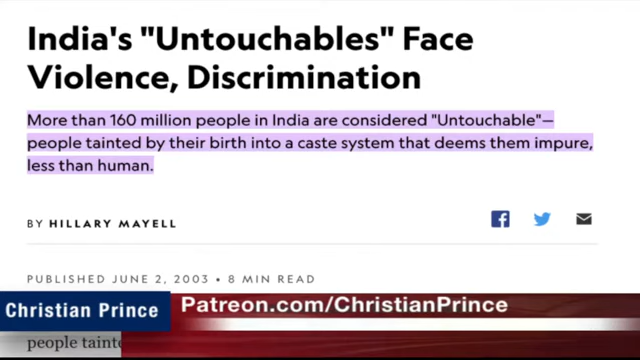 India's "Untouchables" Face
Violence, Discrimination
More than 160 million people in India are considered "Untouchable"—
people tainted by their birth into a caste system that deems them impure,
less than human.
BY HILLARY MAYELL
PUBLISHED JUNE 2, 2003 • 8 MIN READ
Christian Prince
Patreon.com/ChristianPrince
people